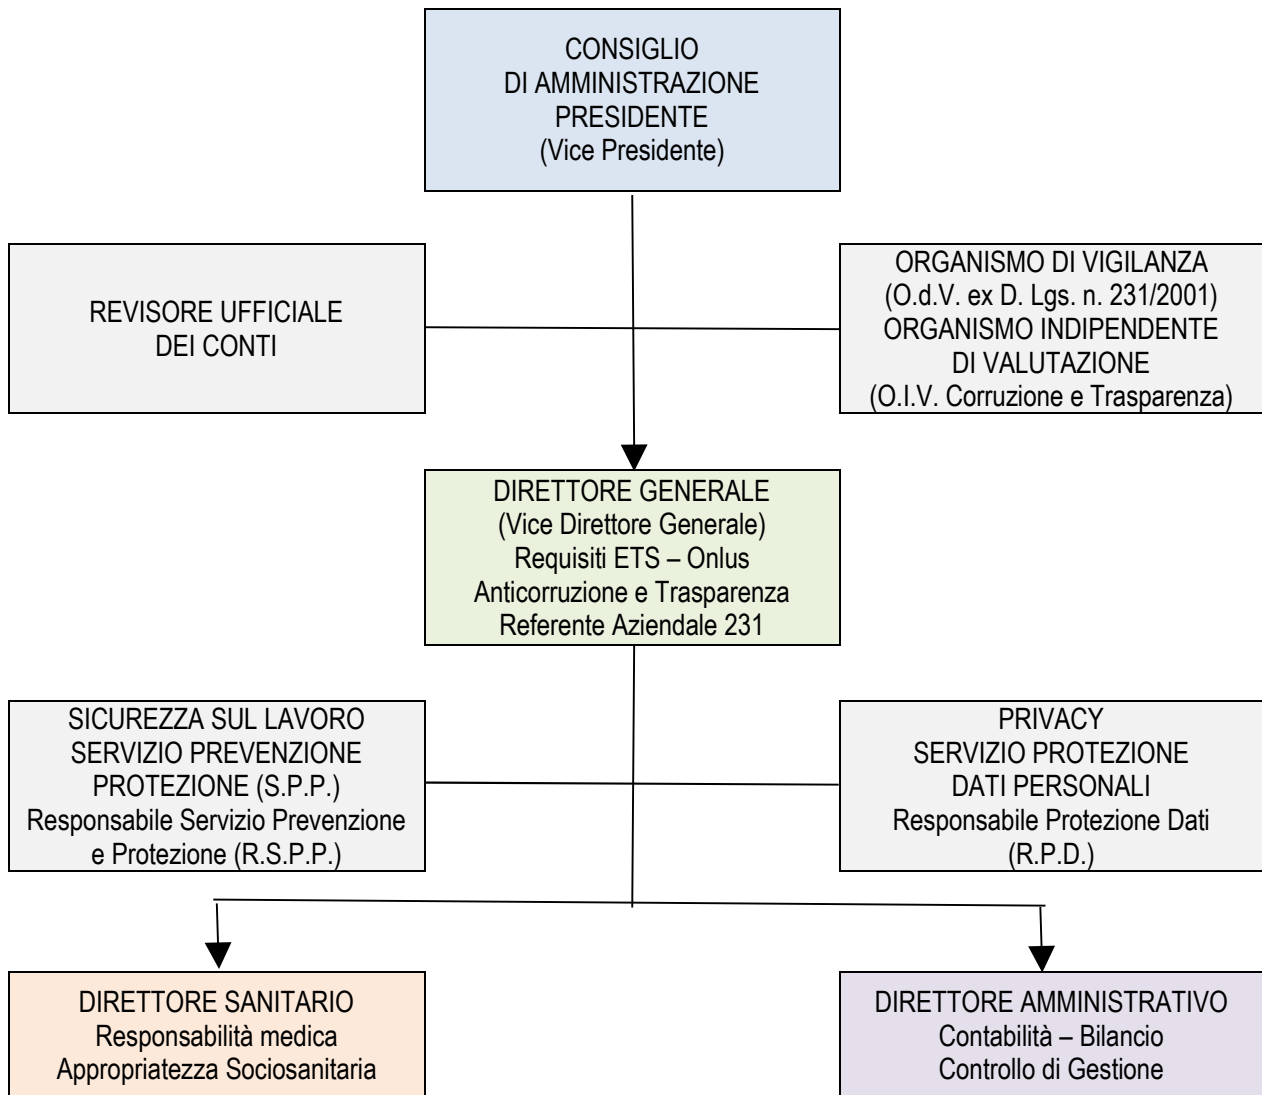 CONSIGLIO
DI AMMINISTRAZIONE
PRESIDENTE
(Vice Presidente)
REVISORE UFFICIALE
DEI CONTI
ORGANISMO DI VIGILANZA
(O.d.V. ex D. Lgs. n. 231/2001)
ORGANISMO INDIPENDENTE
DI VALUTAZIONE
(O.I.V. Corruzione e Trasparenza)
DIRETTORE GENERALE
(Vice Direttore Generale)
Requisiti ETS – Onlus
Anticorruzione e Trasparenza
Referente Aziendale 231
SICUREZZA SUL LAVORO
SERVIZIO PREVENZIONE
PROTEZIONE (S.P.P.)
Responsabile Servizio Prevenzione
e Protezione (R.S.P.P.)
PRIVACY
SERVIZIO PROTEZIONE
DATI PERSONALI
Responsabile Protezione Dati
(R.P.D.)
DIRETTORE SANITARIO
Responsabilità medica
Appropriatezza Sociosanitaria
DIRETTORE AMMINISTRATIVO
Contabilità – Bilancio
Controllo di Gestione